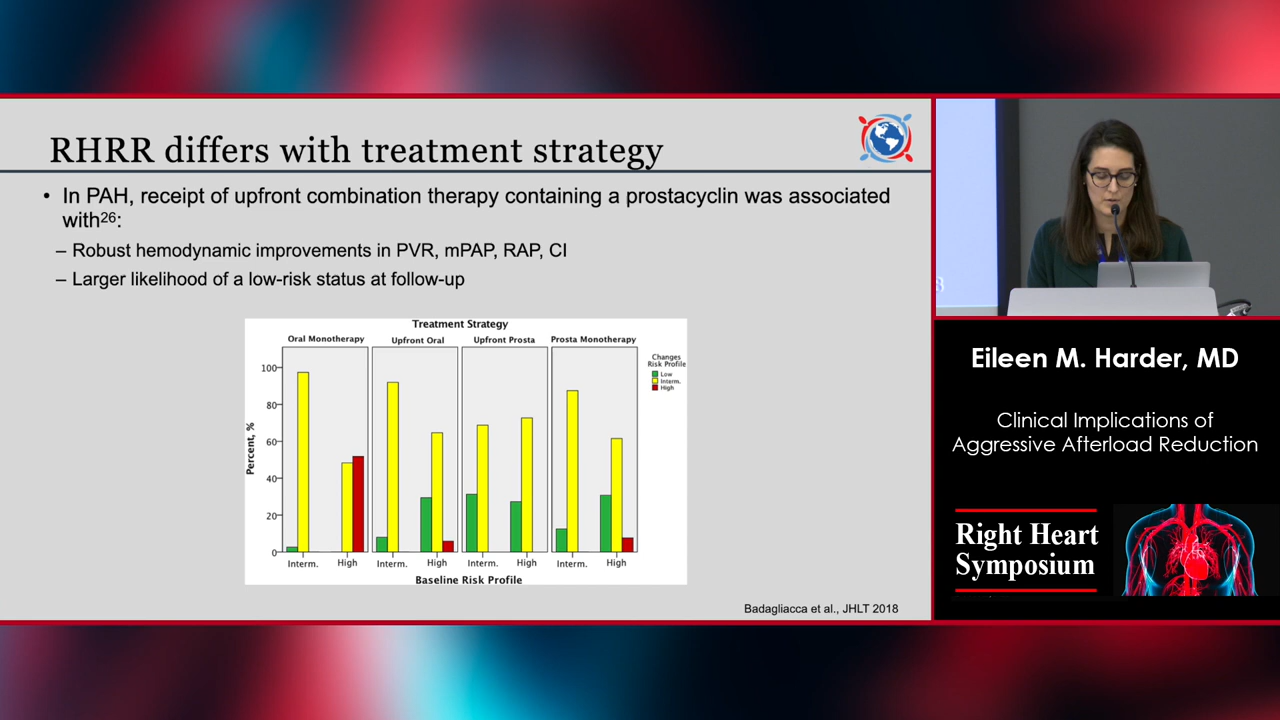 RHRR differs with treatment strategy
• In PAH, receipt of upfront combination therapy containing a prostacyclin was associated
with26:
– Robust hemodynamic improvements in PVR, mPAP, RAP, CI
– Larger likelihood of a low-risk status at follow-up
Treatment Strategy
Oral Monotherapy Upfront Oral Upfront Prosta Prosta Monotherapy
Changes
Risk Profile
Low
Interm.
High
Percent, %
100
80
60
40
20
0
Interm. High Interm. High Interm. High Interm. High
Baseline Risk Profile
Badagliacca et al., JHLT 2018
Eileen M. Harder, MD
Clinical Implications of
Aggressive Afterload Reduction
Right Heart
Symposium